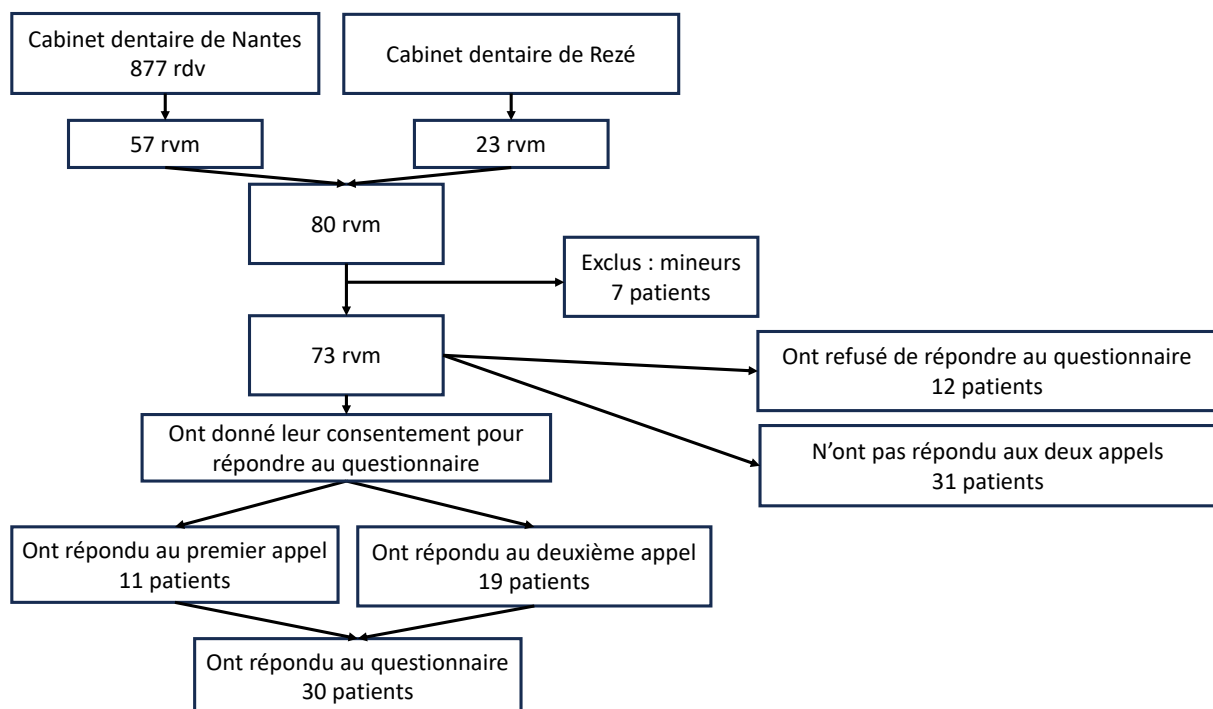 Cabinet dentaire de Nantes
877 rdv
Cabinet dentaire de Rezé
57 rvm
23 rvm
80 rvm
Exclus : mineurs
7 patients
73 rvm
Ont refusé de répondre au questionnaire
12 patients
Ont donné leur consentement pour
répondre au questionnaire
N’ont pas répondu aux deux appels
31 patients
Ont répondu au premier appel
11 patients
Ont répondu au deuxième appel
19 patients
Ont répondu au questionnaire
30 patients